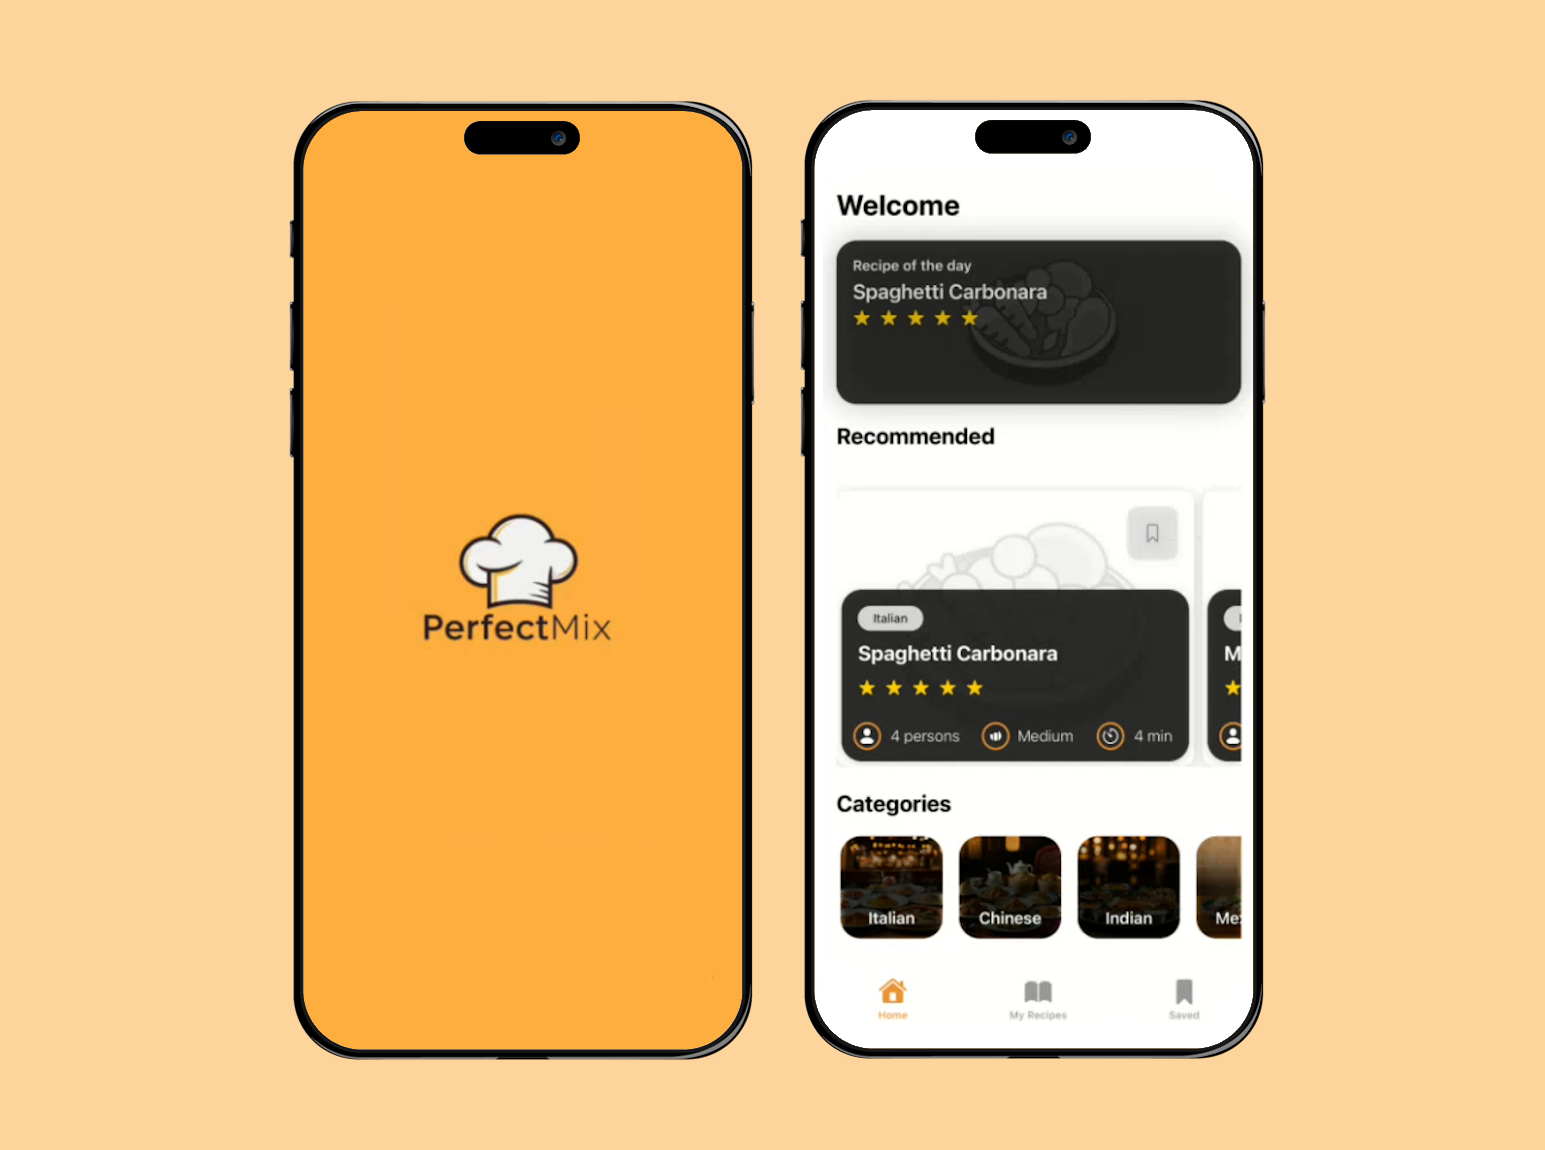 PerfectMix
Welcome
Recipe of the day
Spaghetti Carbonara
Recommended
Italian
Spaghetti Carbonara
M
4 persons Medium 4 min
Categories
Italian Chinese Indian Me
Home My Recipes Saved